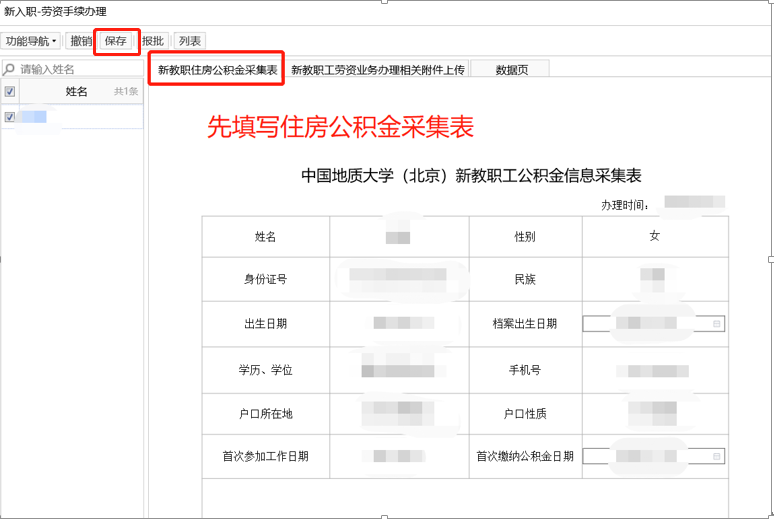 新入职-劳资手续办理
功能导航 撤销 保存 报批 列表
请输入姓名
新教职住房公积金采集表 新教职工劳资业务办理相关附件上传 数据页
姓名 共1条
先填写住房公积金采集表
中国地质大学（北京）新教职工公积金信息采集表
办理时间：
姓名 性别 女
身份证号 民族
出生日期 档案出生日期
学历、学位 手机号
户口所在地 户口性质
首次参加工作日期 首次缴纳公积金日期